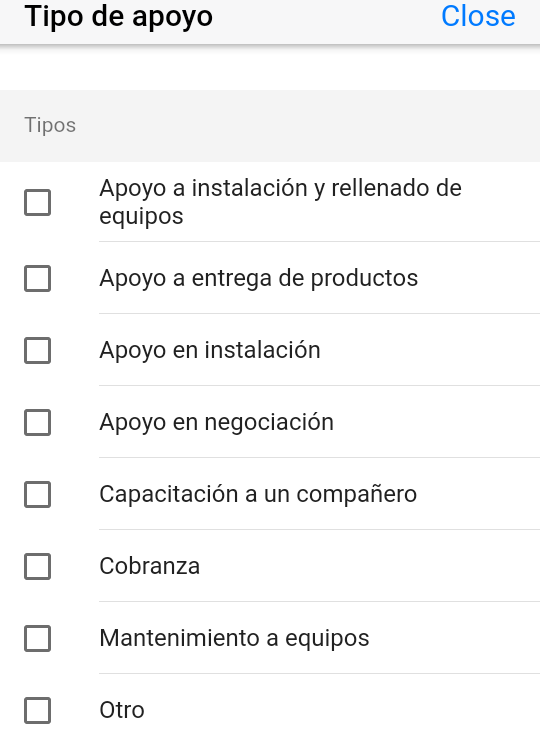 Tipo de apoyo
Close
Tipos
Apoyo a instalación y rellenado de
equipos
Apoyo a entrega de productos
Apoyo en instalación
Apoyo en negociación
Capacitación a un compañero
Cobranza
Mantenimiento a equipos
Otro